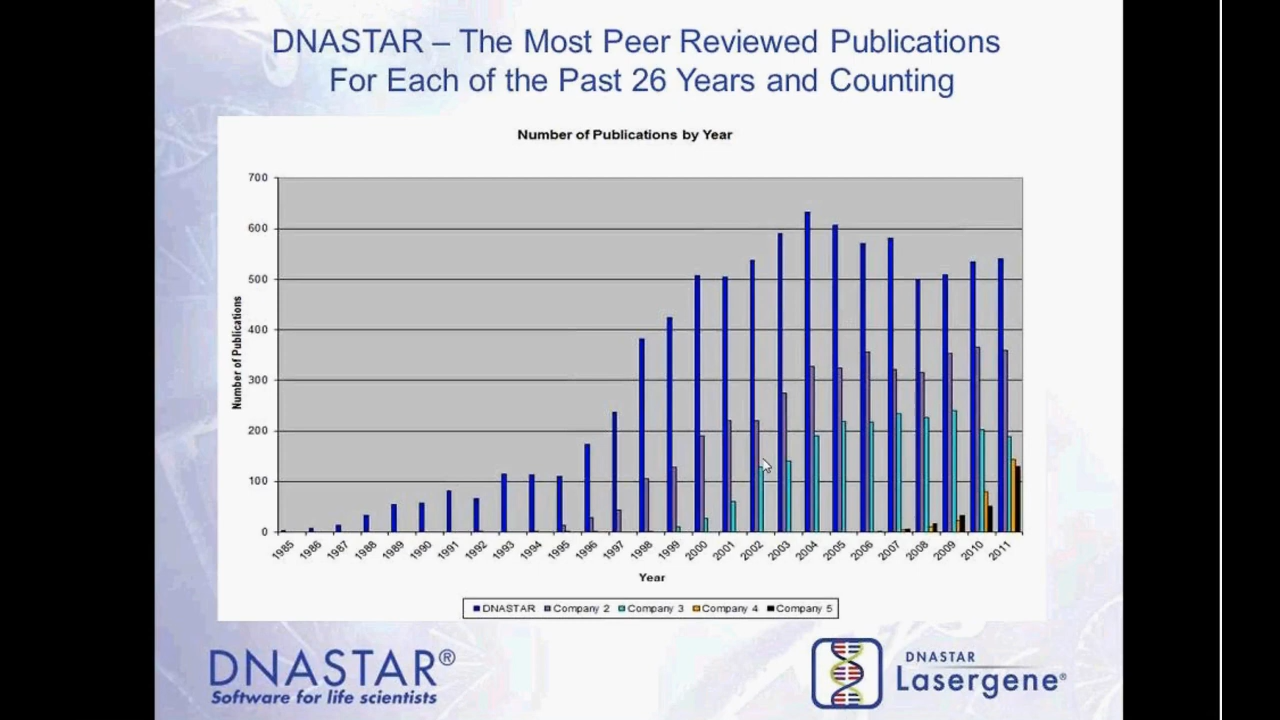 DNASTAR – The Most Peer Reviewed Publications
For Each of the Past 26 Years and Counting
Number of Publications by Year
700
600
500
400
300
200
100
0
Number of Publications
1985 1986 1987 1988 1989 1990 1991 1992 1993 1994 1995 1996 1997 1998 1999 2000 2001 2002 2003 2004 2005 2006 2007 2008 2009 2010 2011
Year
DNASTAR Company 2 Company 3 Company 4 Company 5
DNASTAR®
Software for life scientists
DNASTAR
Lasergene®